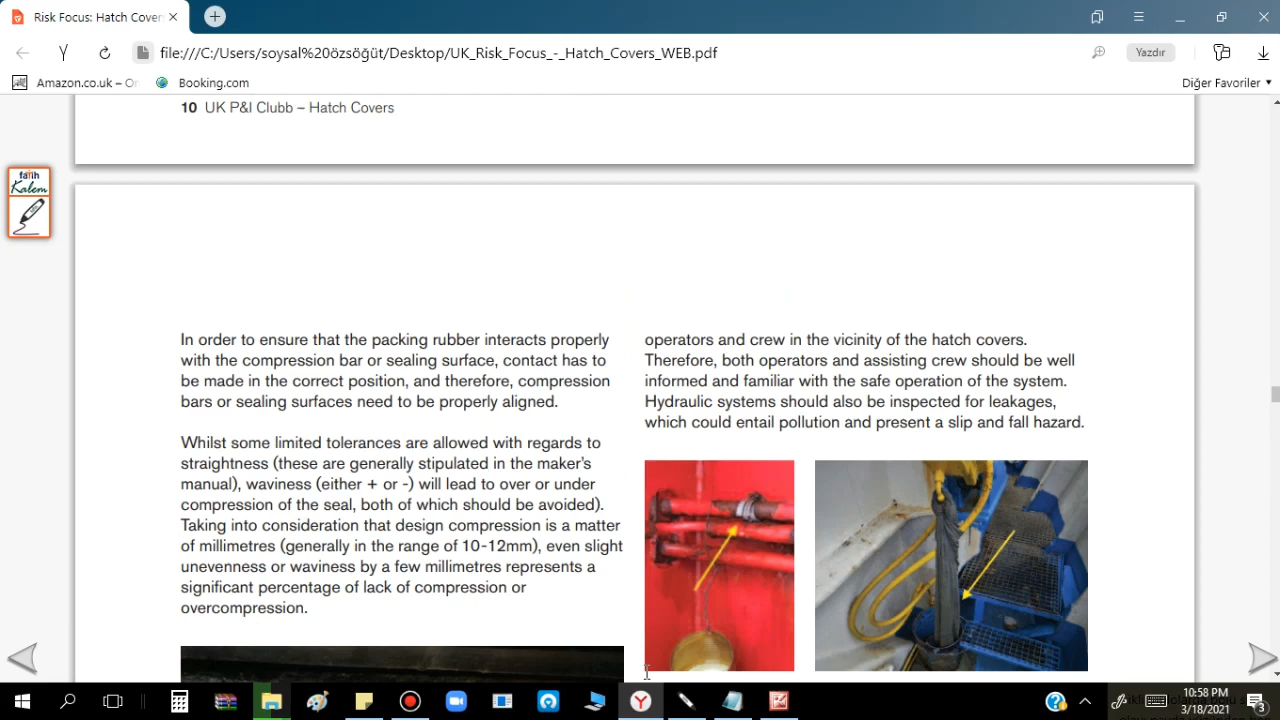 Risk Focus: Hatch Cover
file:///C:/Users/soysal%20özsöğüt/Desktop/UK_Risk_Focus_-_Hatch_Covers_WEB.pdf
Yazdır
Amazon.co.uk – O
Booking.com
Diğer Favoriler
10 UK P&I Clubb – Hatch Covers
fatih
Kalem
In order to ensure that the packing rubber interacts properly
with the compression bar or sealing surface, contact has to
be made in the correct position, and therefore, compression
bars or sealing surfaces need to be properly aligned.
Whilst some limited tolerances are allowed with regards to
straightness (these are generally stipulated in the maker's
manual), waviness (either + or -) will lead to over or under
compression of the seal, both of which should be avoided).
Taking into consideration that design compression is a matter
of millimetres (generally in the range of 10-12mm), even slight
unevenness or waviness by a few millimetres represents a
significant percentage of lack of compression or
overcompression.
operators and crew in the vicinity of the hatch covers.
Therefore, both operators and assisting crew should be well
informed and familiar with the safe operation of the system.
Hydraulic systems should also be inspected for leakages,
which could entail pollution and present a slip and fall hazard.
10:58 PM
3/18/2021
3